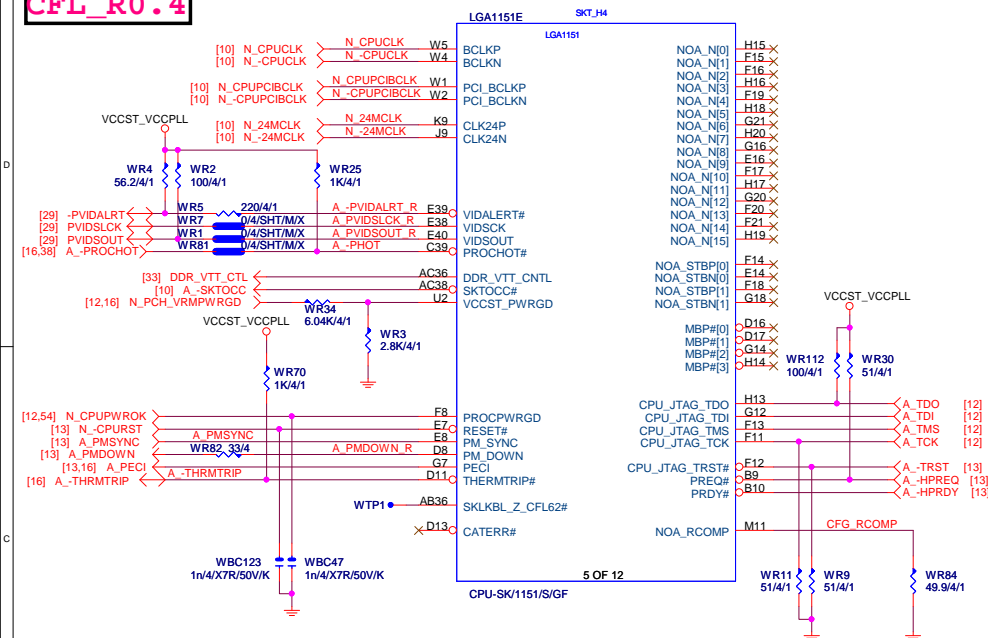 CFL_R0.4
LGA1151E
SKT_H4
LGA1151
[10] N_CPUCLK N_CPUCLK W5 BCLKP
[10] N_-CPUCLK N_-CPUCLK W4 BCLKN
[10] N_CPUPCIBCLK N_CPUPCIBCLK W1 PCI_BCLKP
[10] N_-CPUPCIBCLK N_-CPUPCIBCLK W2 PCI_BCLKN
VCCST_VCCPLL
[10] N_24MCLK N_24MCLK K9 CLK24P
[10] N_-24MCLK N_-24MCLK J9 CLK24N
D
WR4
56.2/4/1
WR2
100/4/1
WR25
1K/4/1
[29] -PVIDALRT WR5 220/4/1 A_-PVIDALRT_R E39 VIDALERT#
[29] PVIDSLCK WR7 0/4/SHT/M/X A_PVIDSLCK_R E38 VIDSCK
[29] PVIDSOUT WR1 0/4/SHT/M/X A_PVIDSOUT_R E40 VIDSOUT
[16,38] A_-PROCHOT WR81 0/4/SHT/M/X A_-PHOT C39 PROCHOT#
[33] DDR_VTT_CTL AC36 DDR_VTT_CNTL
[10] A_-SKTOCC AC38 SKTOCC#
[12,16] N_PCH_VRMPWRGD U2 VCCST_PWRGD
WR34
6.04K/4/1
VCCST_VCCPLL
WR3
2.8K/4/1
WR70
1K/4/1
[12,54] N_CPUPWROK F8 PROCPWRGD
[13] N_-CPURST E7 RESET#
[13] A_PMSYNC A_PMSYNC E8 PM_SYNC
[13] A_PMDOWN WR82 33/4 A_PMDOWN_R D8 PM_DOWN
[13,16] A_PECI G7 PECI
[16] A_-THRMTRIP A_-THRMTRIP D11 THERMTRIP#
WTP1 AB36 SKLKBL_Z_CFL62#
D13 CATERR#
C
WBC123
1n/4/X7R/50V/K
WBC47
1n/4/X7R/50V/K
5 OF 12
CPU-SK/1151/S/GF
NOA_N[0] H15
NOA_N[1] F15
NOA_N[2] F16
NOA_N[3] H16
NOA_N[4] F19
NOA_N[5] H18
NOA_N[6] G21
NOA_N[7] H20
NOA_N[8] G16
NOA_N[9] E16
NOA_N[10] F17
NOA_N[11] H17
NOA_N[12] G20
NOA_N[13] F20
NOA_N[14] F21
NOA_N[15] H19
NOA_STBP[0] F14
NOA_STBN[0] E14
NOA_STBP[1] F18
NOA_STBN[1] G18
VCCST_VCCPLL
MBP#[0] D16
MBP#[1] D17
MBP#[2] G14
MBP#[3] H14
WR112
100/4/1
WR30
51/4/1
CPU_JTAG_TDO H13 A_TDO [12]
CPU_JTAG_TDI G12 A_TDI [12]
CPU_JTAG_TMS F13 A_TMS [12]
CPU_JTAG_TCK F11 A_TCK [12]
CPU_JTAG_TRST# F12 A_-TRST [13]
PREQ# B9 A_-HPREQ [13]
PRDY# B10 A_-HPRDY [13]
NOA_RCOMP M11 CFG_RCOMP
WR11
51/4/1
WR9
51/4/1
WR84
49.9/4/1